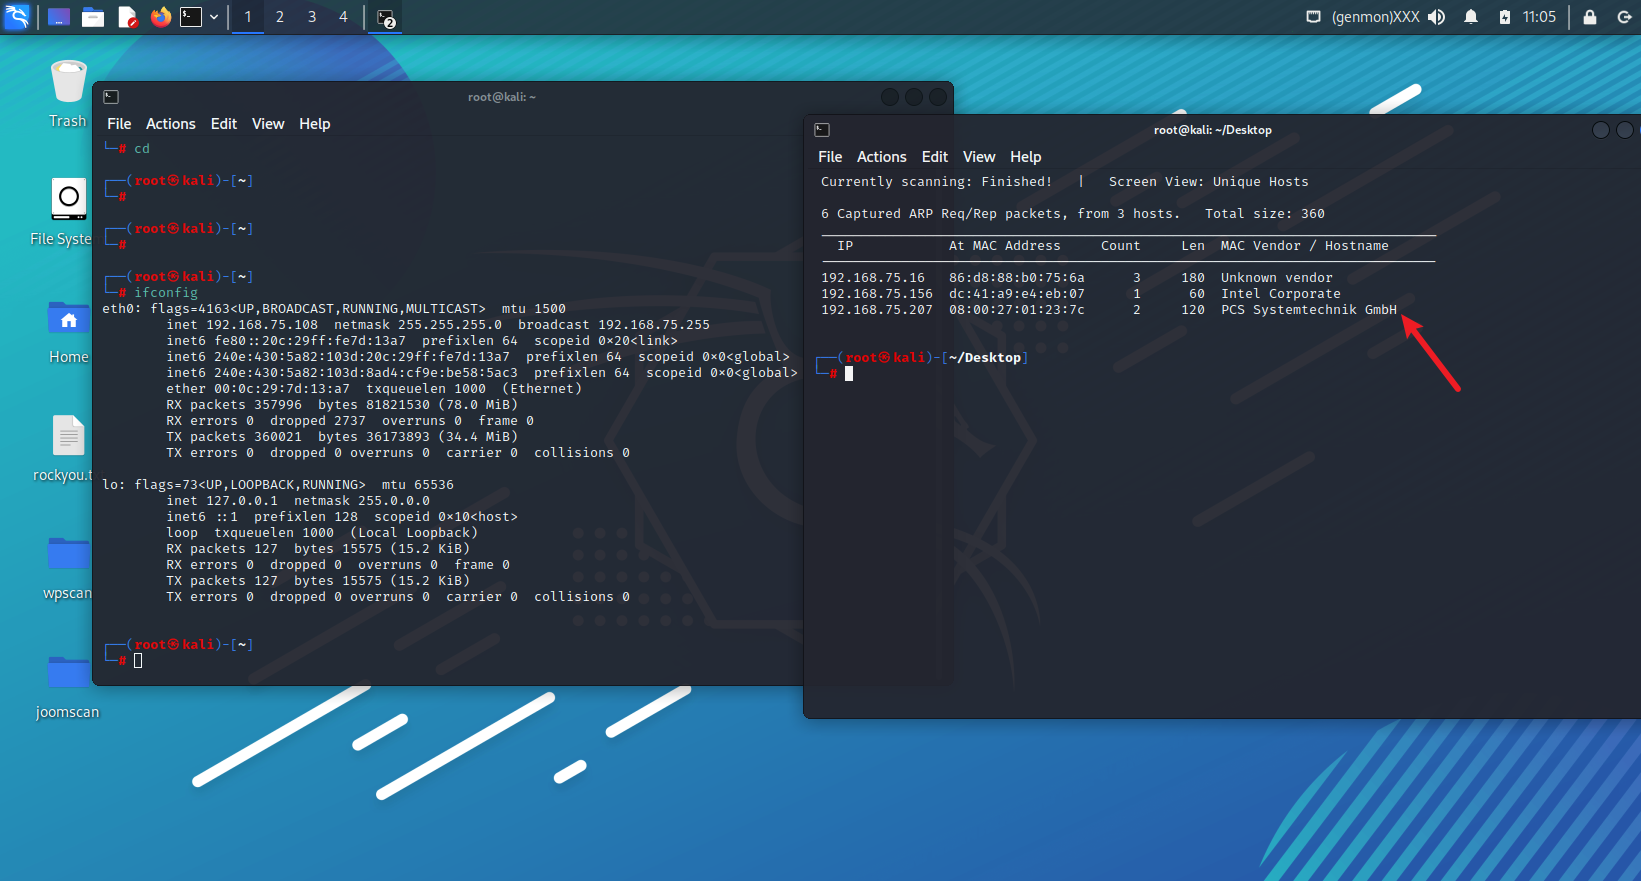 1 2 3 4
2
(genmon)XXX 11:05
Trash
File Syste
Home
rockyou.t
wpscan
joomscan
root@kali: ~
File Actions Edit View Help
└─# cd
┌──(root㉿kali)-[~]
└─#
┌──(root㉿kali)-[~]
└─#
┌──(root㉿kali)-[~]
└─# ifconfig
eth0: flags=4163<UP,BROADCAST,RUNNING,MULTICAST>  mtu 1500
        inet 192.168.75.108  netmask 255.255.255.0  broadcast 192.168.75.255
        inet6 fe80::20c:29ff:fe7d:13a7  prefixlen 64  scopeid 0×20<link>
        inet6 240e:430:5a82:103d:20c:29ff:fe7d:13a7  prefixlen 64  scopeid 0×0<global>
        inet6 240e:430:5a82:103d:8ad4:cf9e:be58:5ac3  prefixlen 64  scopeid 0×0<global>
        ether 00:0c:29:7d:13:a7  txqueuelen 1000  (Ethernet)
        RX packets 357996  bytes 81821530 (78.0 MiB)
        RX errors 0  dropped 2737  overruns 0  frame 0
        TX packets 360021  bytes 36173893 (34.4 MiB)
        TX errors 0  dropped 0 overruns 0  carrier 0  collisions 0
lo: flags=73<UP,LOOPBACK,RUNNING>  mtu 65536
        inet 127.0.0.1  netmask 255.0.0.0
        inet6 ::1  prefixlen 128  scopeid 0×10<host>
        loop  txqueuelen 1000  (Local Loopback)
        RX packets 127  bytes 15575 (15.2 KiB)
        RX errors 0  dropped 0  overruns 0  frame 0
        TX packets 127  bytes 15575 (15.2 KiB)
        TX errors 0  dropped 0 overruns 0  carrier 0  collisions 0
┌──(root㉿kali)-[~]
└─#
root@kali: ~/Desktop
File Actions Edit View Help
Currently scanning: Finished!   |   Screen View: Unique Hosts
6 Captured ARP Req/Rep packets, from 3 hosts.   Total size: 360
IP            At MAC Address     Count     Len  MAC Vendor / Hostname
192.168.75.16   86:d8:88:b0:75:6a      3     180  Unknown vendor
192.168.75.156  dc:41:a9:e4:eb:07      1      60  Intel Corporate
192.168.75.207  08:00:27:01:23:7c      2     120  PCS Systemtechnik GmbH
┌──(root㉿kali)-[~/Desktop]
└─#